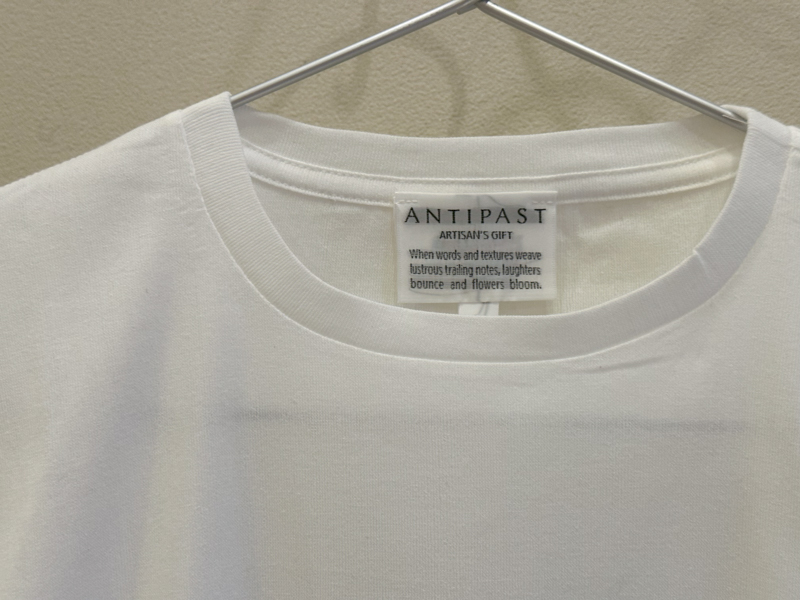 ANTIPAST
ARTISAN'S GIFT
When words and textures weave
lustrous trailing notes, laughters
bounce and flowers bloom.